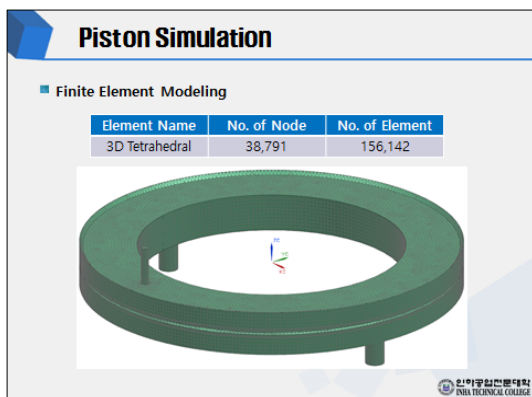 Piston Simulation
Finite Element Modeling
Element Name No. of Node No. of Element
3D Tetrahedral 38,791 156,142
인하공업전문대학
INHA TECHNICAL COLLEGE